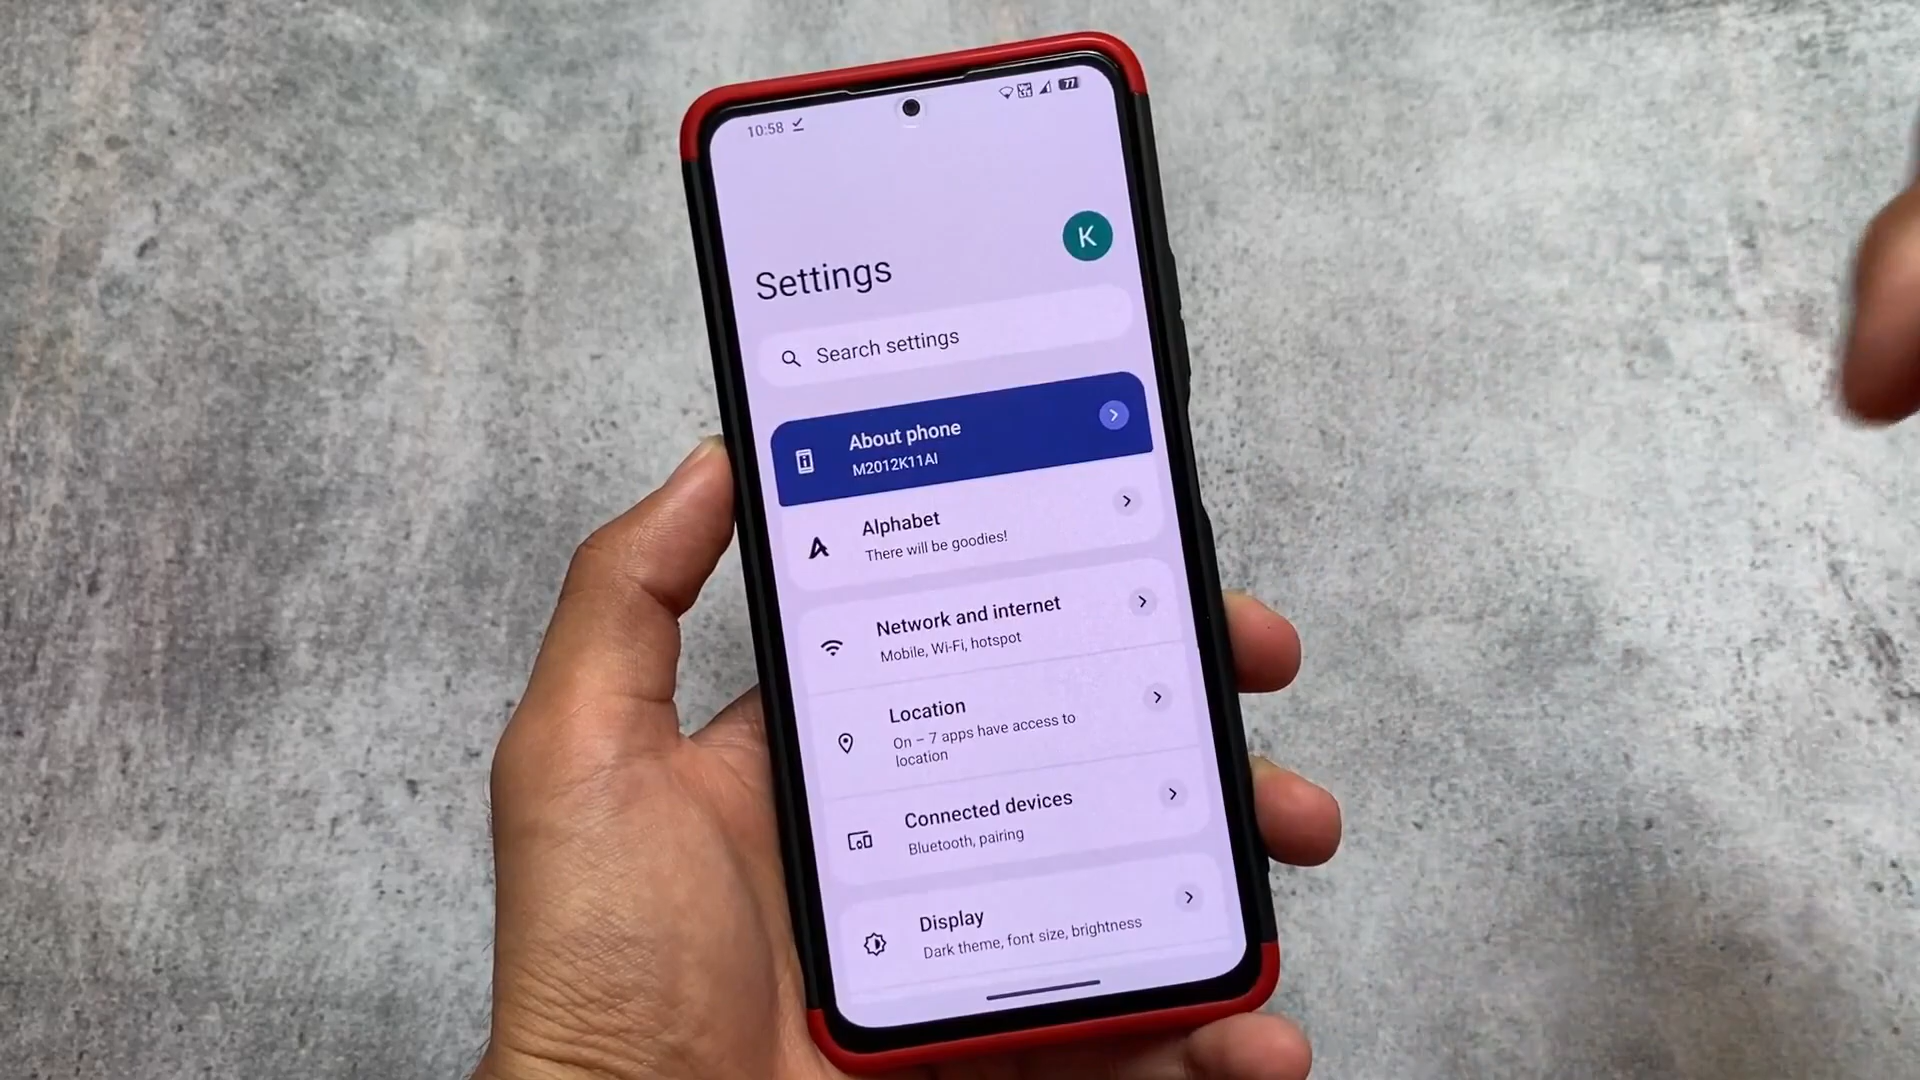 10:58
77
K
Settings
Search settings
About phone
M2012K11AI
Alphabet
There will be goodies!
Network and internet
Mobile, Wi-Fi, hotspot
Location
On – 7 apps have access to
location
Connected devices
Bluetooth, pairing
Display
Dark theme, font size, brightness